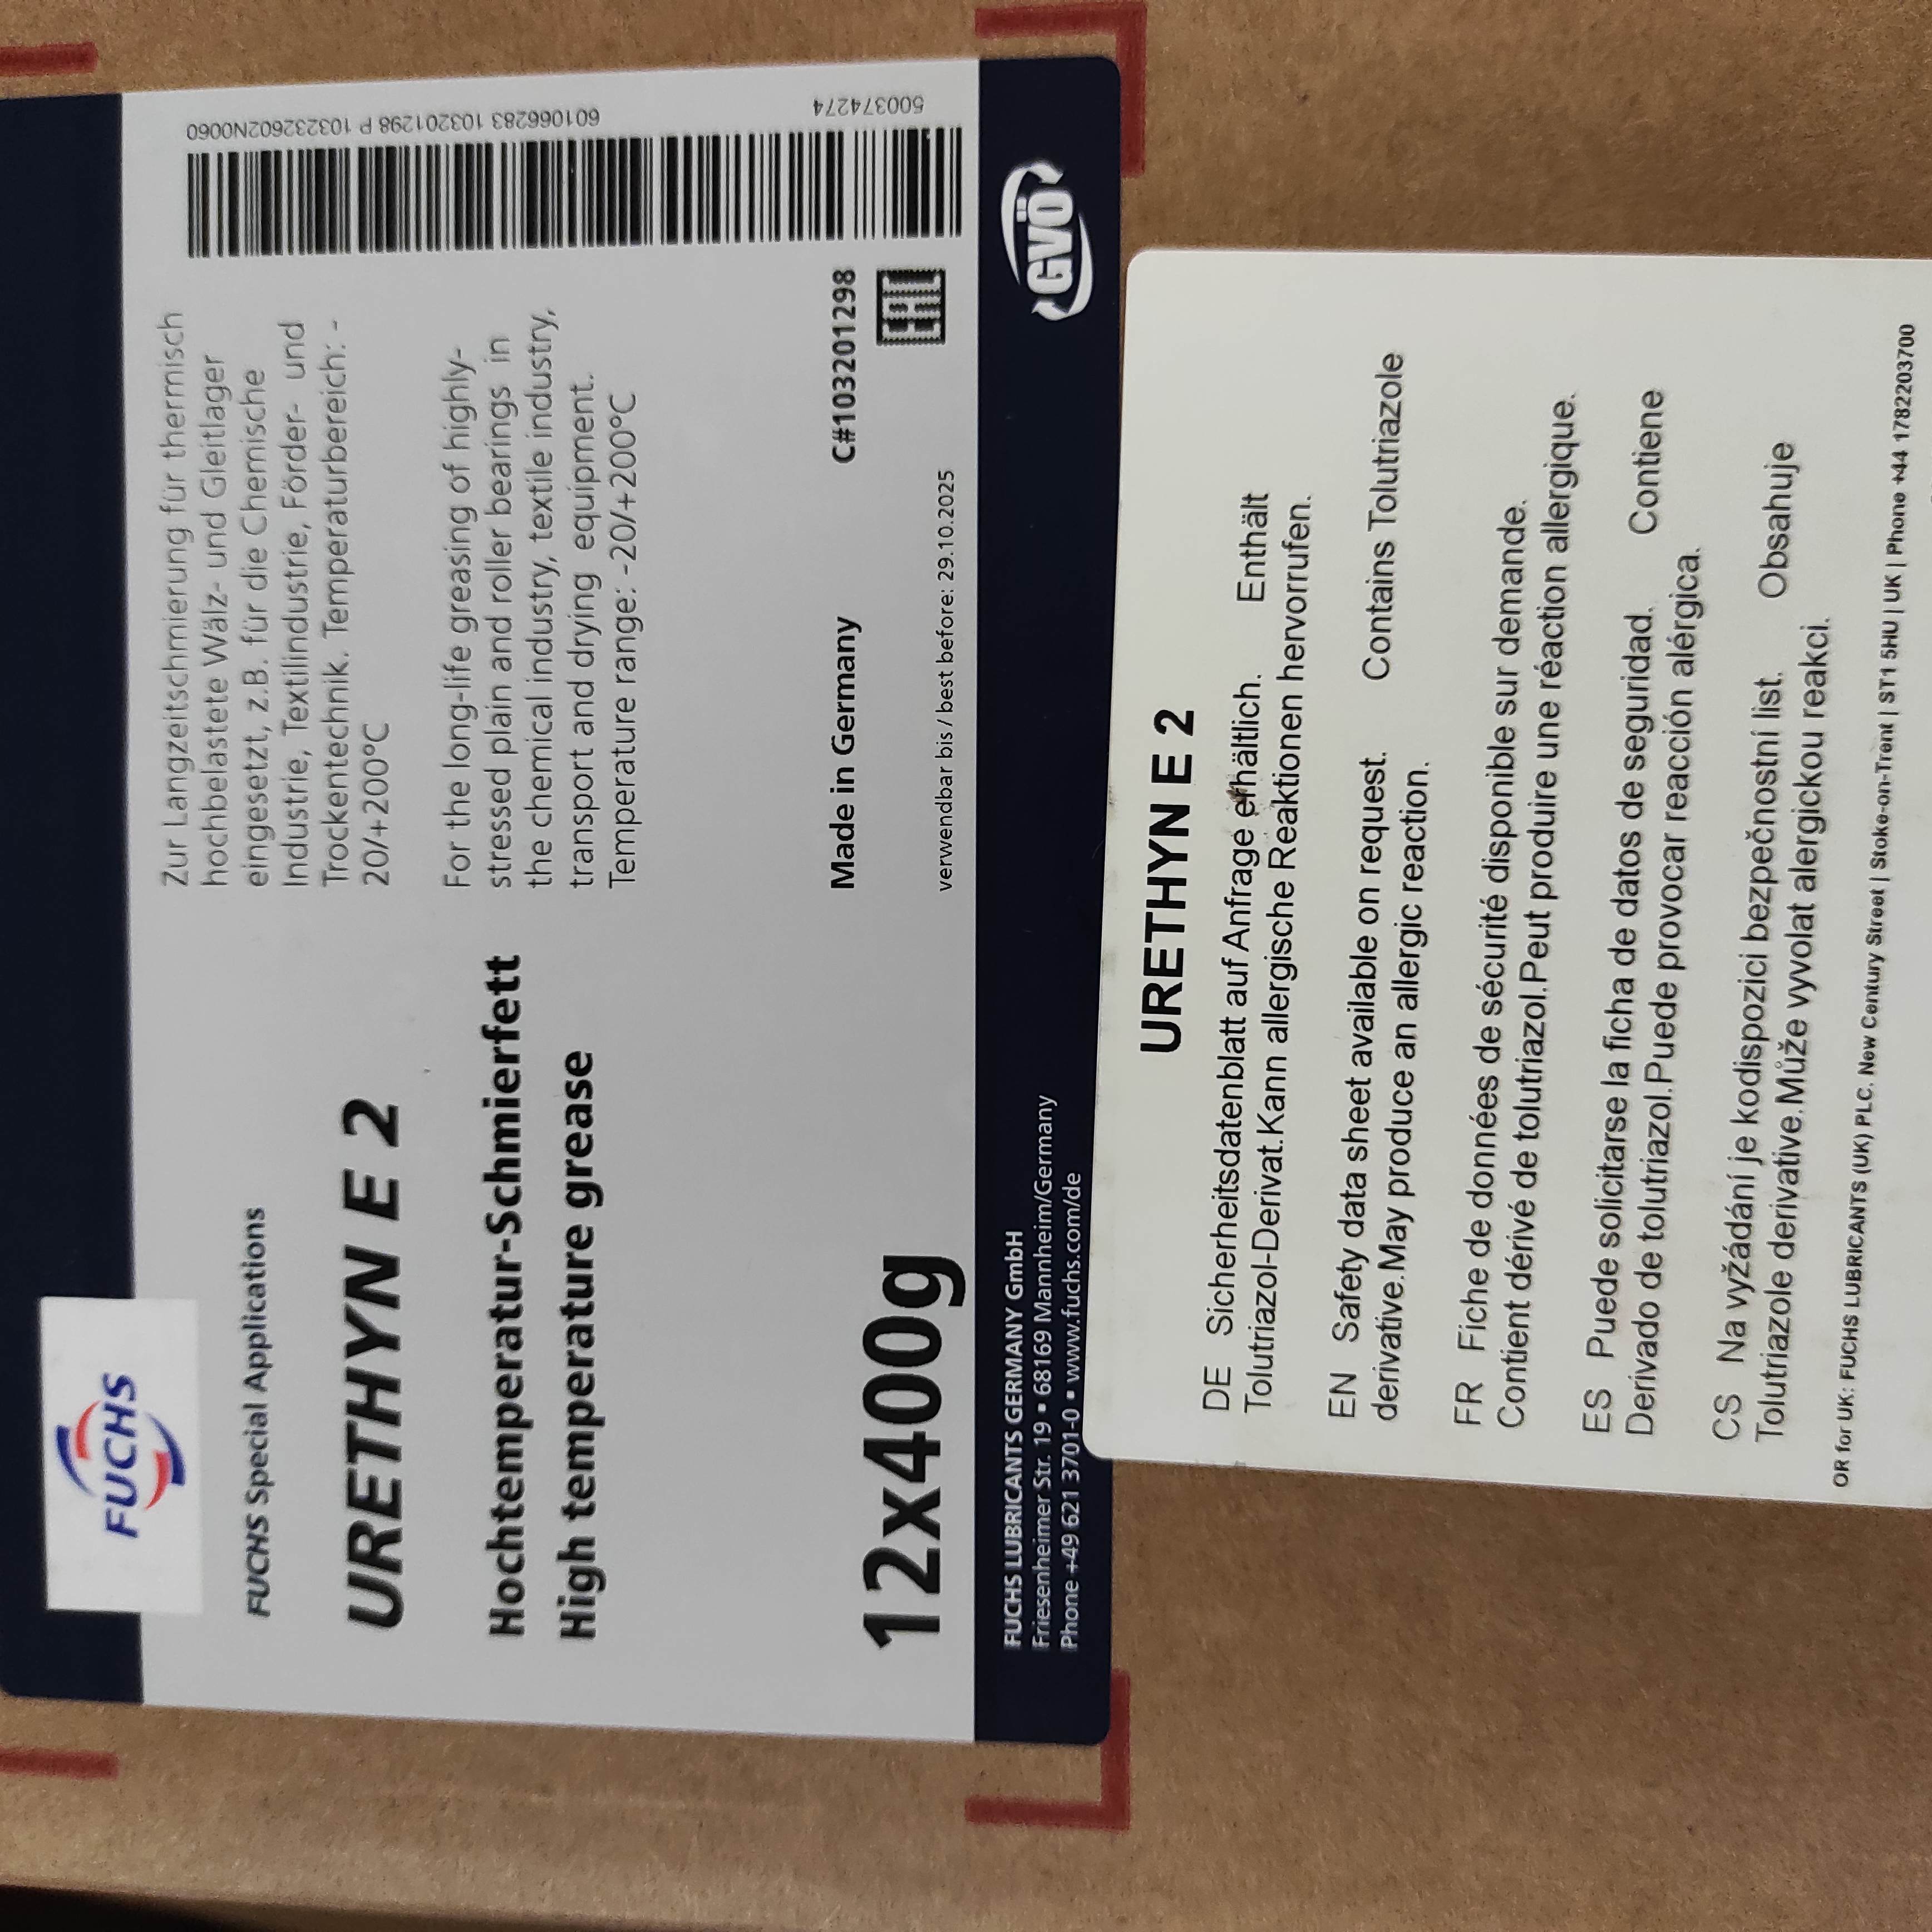 FUCHS
FUCHS Special Applications
URETHYN E 2
Hochtemperatur-Schmierfett
High temperature grease
12x400g
Zur Langzeitschmierung für thermisch
hochbelastete Wälz- und Gleitlager
eingesetzt, z.B. für die Chemische
Industrie, Textilindustrie, Förder- und
Trockentechnik. Temperaturbereich: -
20/+200°C
For the long-life greasing of highly-
stressed plain and roller bearings in
the chemical industry, textile industry,
transport and drying equipment.
Temperature range: -20/+200°C
Made in Germany
C#103201298
verwendbar bis / best before: 29.10.2025
EAC
601066283 103201298 P 103232602N0060
500374274
FUCHS LUBRICANTS GERMANY GmbH
Friesenheimer Str. 19 • 68169 Mannheim/Germany
Phone +49 621 3701-0 • www.fuchs.com/de
GVÖ
URETHYN E 2
DE Sicherheitsdatenblatt auf Anfrage erhältlich. Enthält
Tolutriazol-Derivat.Kann allergische Reaktionen hervorrufen.
EN Safety data sheet available on request. Contains Tolutriazole
derivative.May produce an allergic reaction.
FR Fiche de données de sécurité disponible sur demande.
Contient dérivé de tolutriazol.Peut produire une réaction allergique.
ES Puede solicitarse la ficha de datos de seguridad. Contiene
Derivado de tolutriazol.Puede provocar reacción alérgica.
CS Na vyžádání je kodispozici bezpečnostní list. Obsahuje
Tolutriazole derivative.Může vyvolat alergickou reakci.
OR for UK: FUCHS LUBRICANTS (UK) PLC. New Century Street | Stoke-on-Trent | ST1 5HU | UK | Phone +44 1782203700